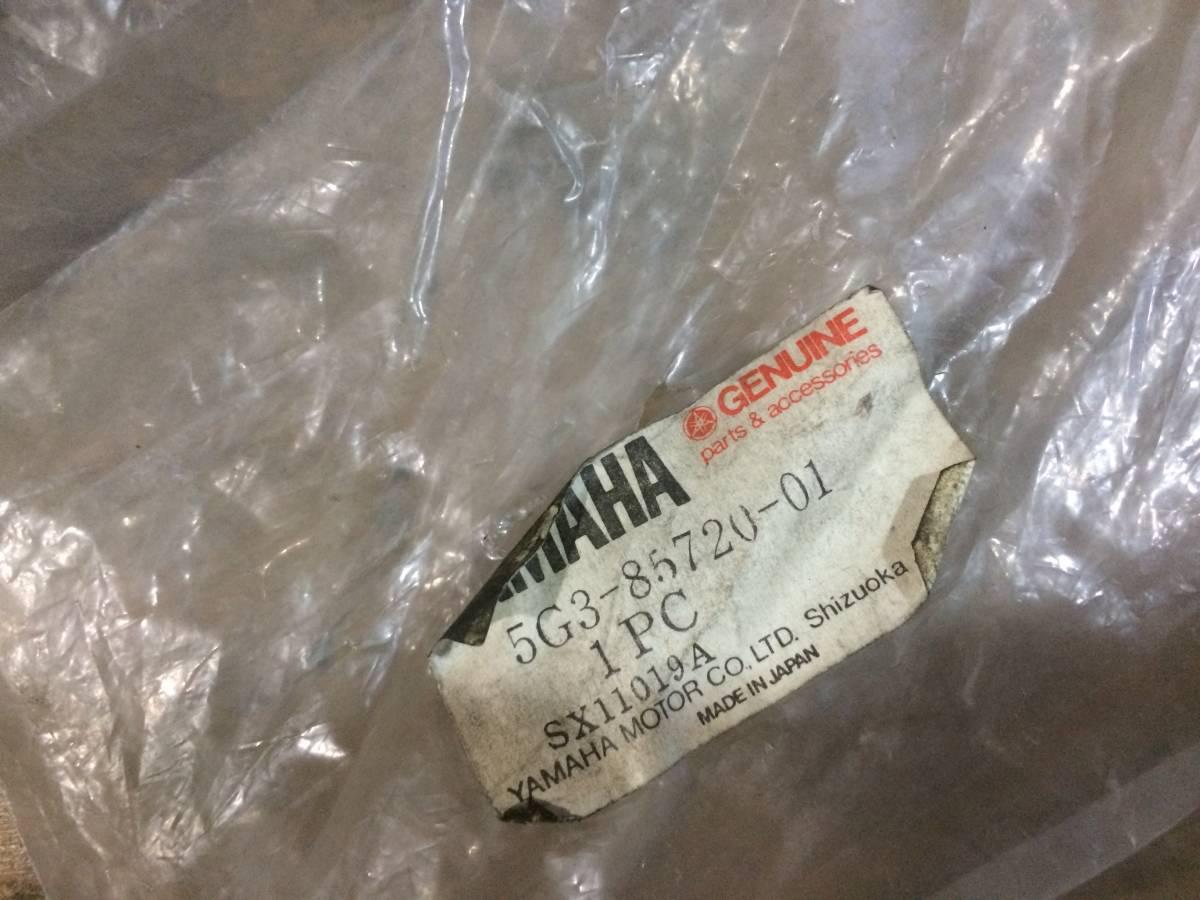 GENUINE
parts & accessories
YAMAHA
5G3-85720-01
1 PC
SX11019A
YAMAHA MOTOR CO., LTD. Shizuoka
MADE IN JAPAN